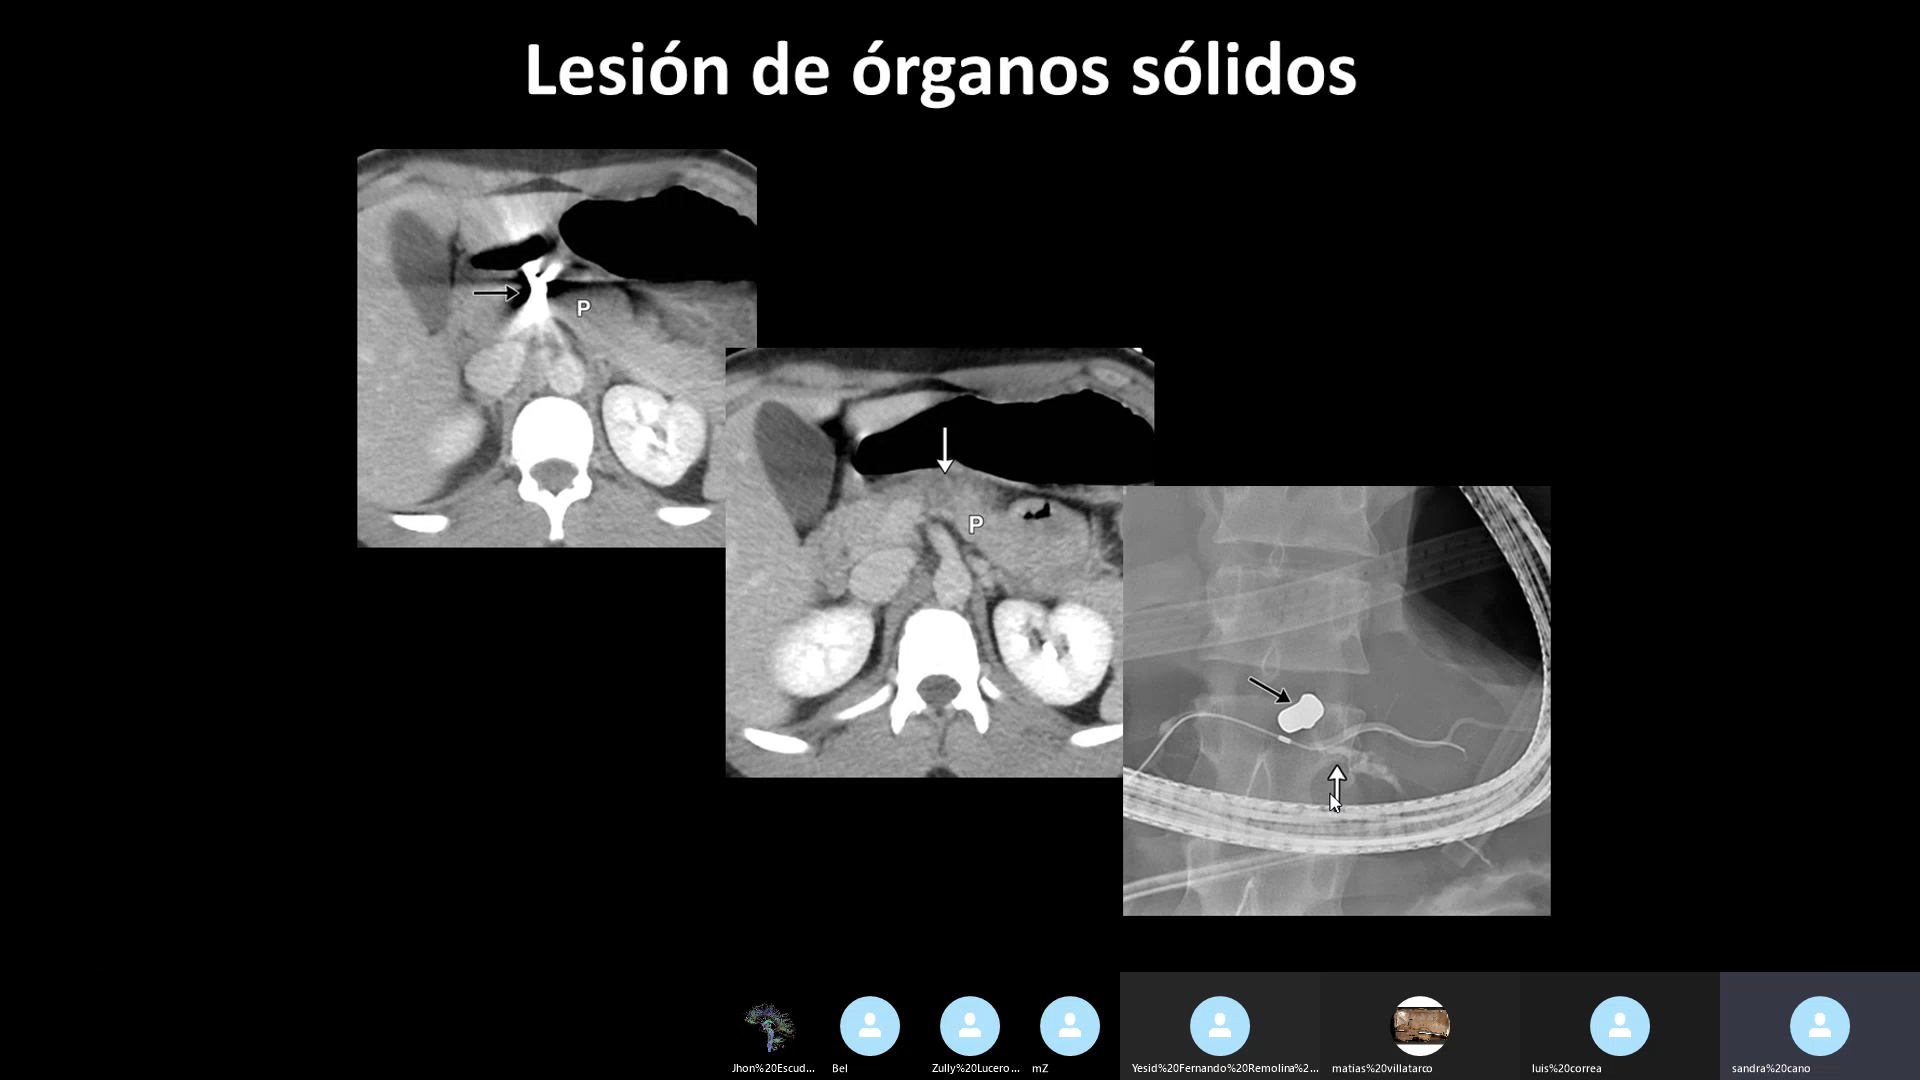 Lesión de órganos sólidos
P
P
Jhon%20Escud...
Bel
Zully%20Lucero ...
mZ
Yesid%20Fernando%20Remolina%2...
matias%20villatarco
luis%20correa
sandra%20cano